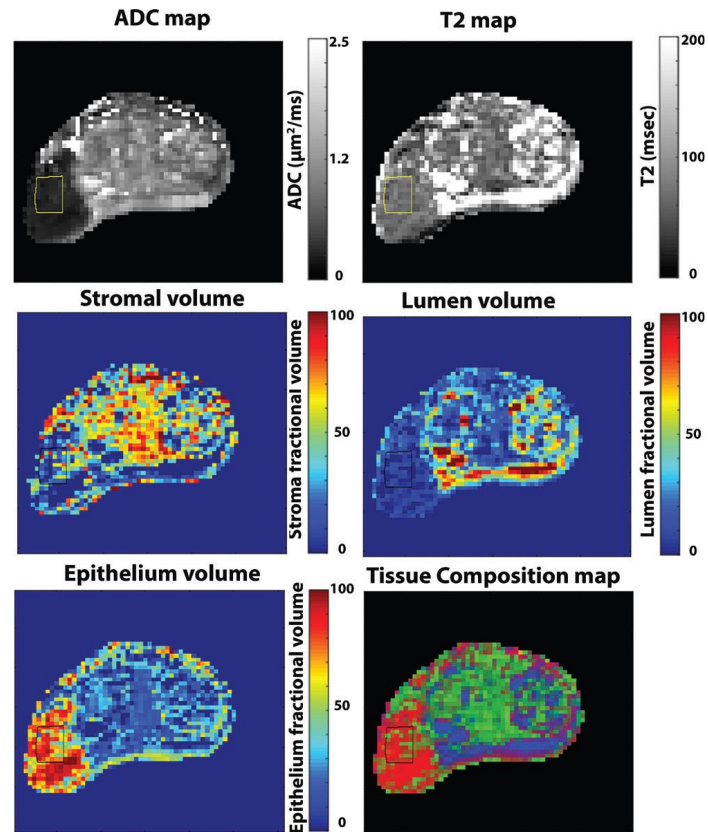 ADC map
T2 map
2.5
1.2
0
ADC (µm²/ms)
200
100
0
T2 (msec)
Stromal volume
Lumen volume
100
50
0
Stroma fractional volume
100
50
0
Lumen fractional volume
Epithelium volume
Tissue Composition map
100
50
0
Epithelium fractional volume